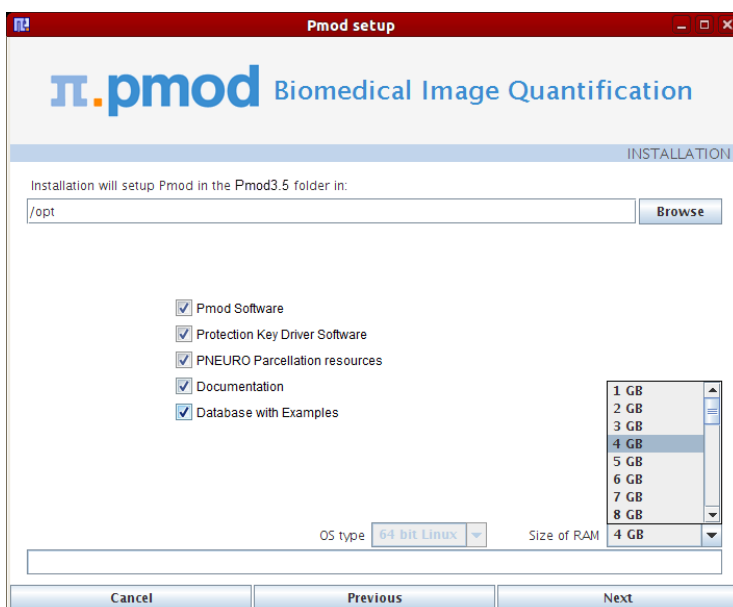 Pmod setup
π.pmod Biomedical Image Quantification
INSTALLATION
Installation will setup Pmod in the Pmod3.5 folder in:
/opt
Browse
Pmod Software
Protection Key Driver Software
PNEURO Parcellation resources
Documentation
Database with Examples
1 GB
2 GB
3 GB
4 GB
5 GB
6 GB
7 GB
8 GB
OS type 64 bit Linux Size of RAM 4 GB
Cancel Previous Next